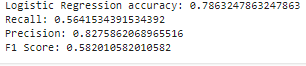 Logistic Regression accuracy: 0.7863247863247863
Recall: 0.5641534391534392
Precision: 0.8275862068965516
F1 Score: 0.582010582010582